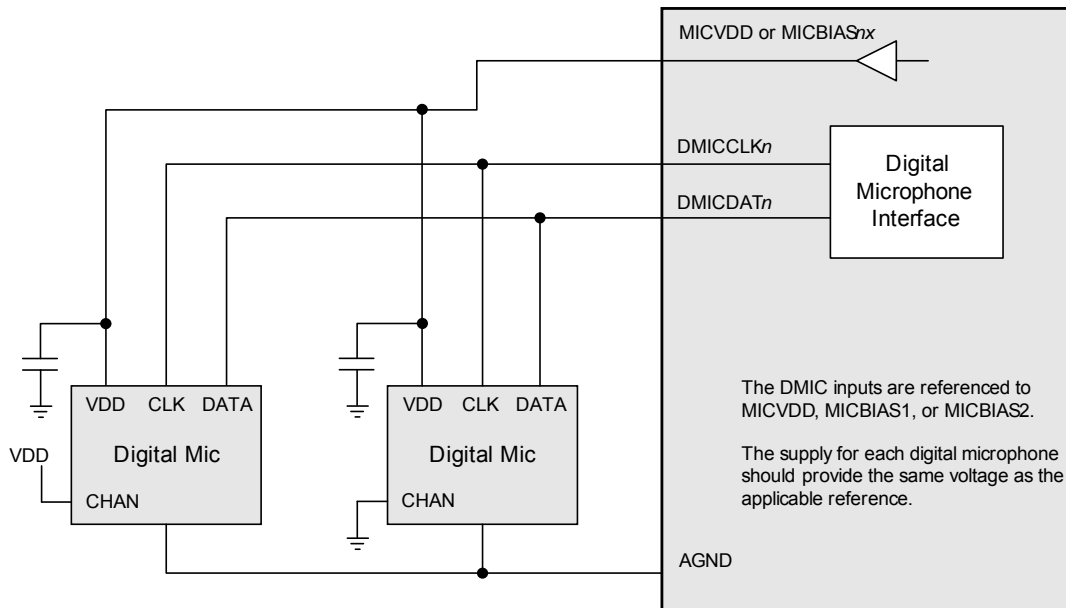 MICVDD or MICBIASnx
DMICCLKn
DMICDATn
Digital
Microphone
Interface
VDD CLK DATA
Digital Mic
VDD
CHAN
VDD CLK DATA
Digital Mic
CHAN
The DMIC inputs are referenced to
MICVDD, MICBIAS1, or MICBIAS2.
The supply for each digital microphone
should provide the same voltage as the
applicable reference.
AGND